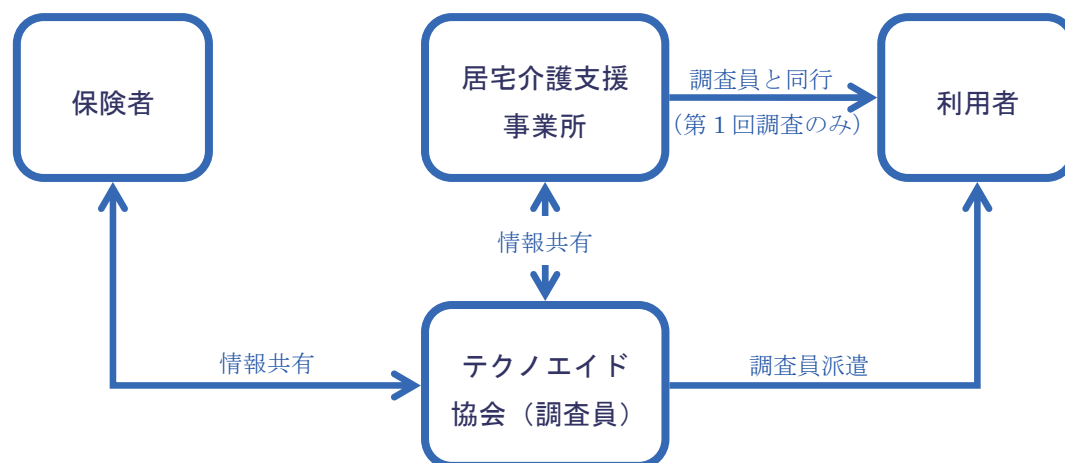 保険者
居宅介護支援
事業所
調査員と同行
（第１回調査のみ）
利用者
情報共有
情報共有
テクノエイド
協会（調査員）
調査員派遣